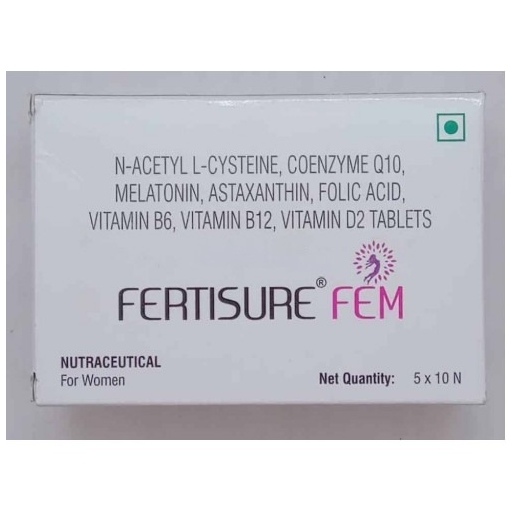 N-ACETYL L-CYSTEINE, COENZYME Q10,
MELATONIN, ASTAXANTHIN, FOLIC ACID,
VITAMIN B6, VITAMIN B12, VITAMIN D2 TABLETS
FERTISURE® FEM
NUTRACEUTICAL
For Women
Net Quantity: 5 x 10 N